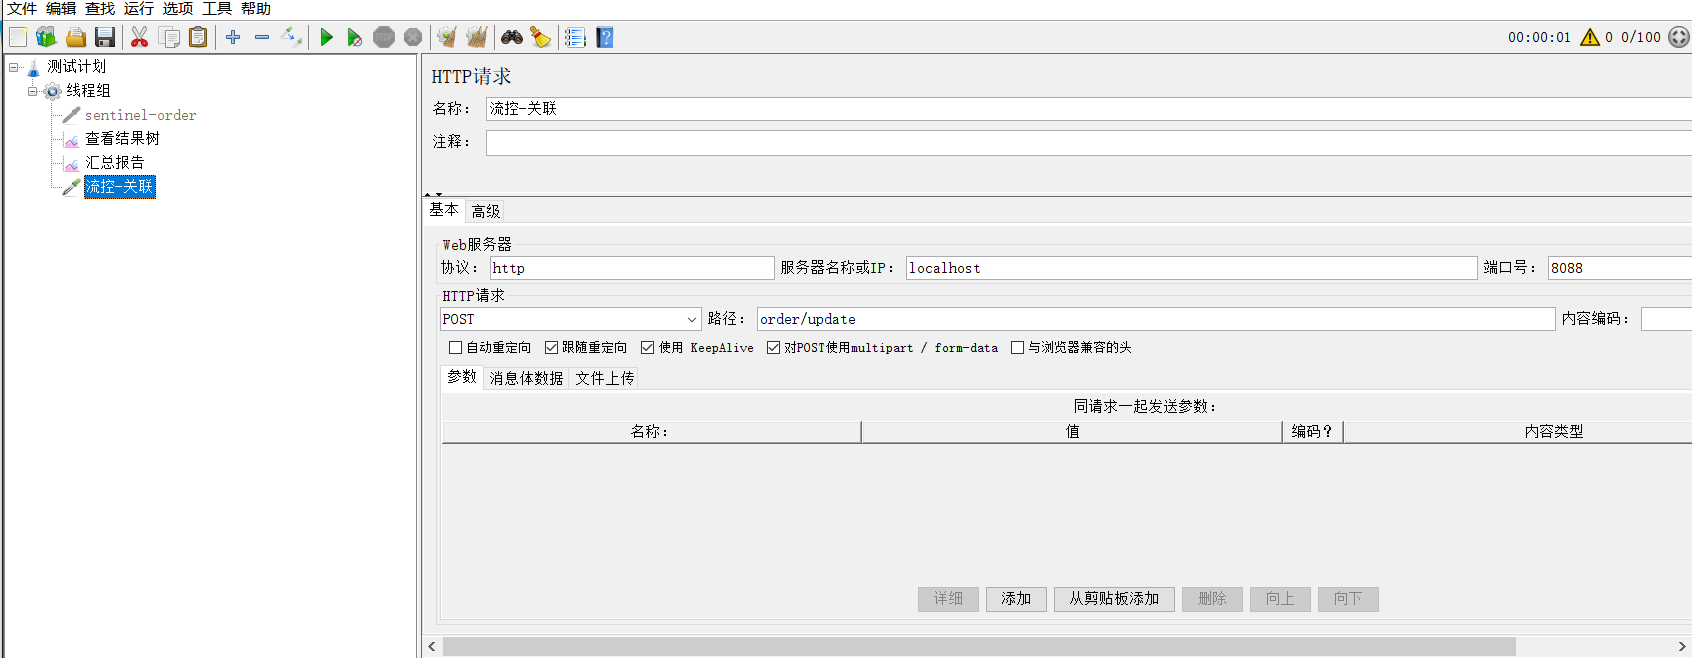 文件 编辑 查找 运行 选项 工具 帮助
STOP
00:00:01 0 0/100
测试计划
线程组
sentinel-order
查看结果树
汇总报告
流控-关联
HTTP请求
名称： 流控-关联
注释：
基本 高级
Web服务器
协议： http 服务器名称或IP： localhost 端口号： 8088
HTTP请求
POST 路径： order/update 内容编码：
自动重定向 跟随重定向 使用 KeepAlive 对POST使用multipart / form-data 与浏览器兼容的头
参数 消息体数据 文件上传
同请求一起发送参数：
名称： 值 编码？ 内容类型
详细 添加 从剪贴板添加 删除 向上 向下